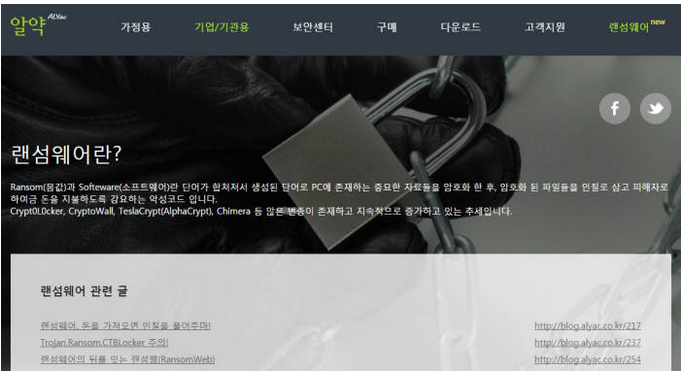 알약 ALYac
가정용 기업/기관용 보안센터 구매 다운로드 고객지원 랜섬웨어 new
랜섬웨어란?
Ransom(몸값)과 Softeware(소프트웨어)란 단어가 합쳐져서 생성된 단어로 PC에 존재하는 중요한 자료들을 암호화 한 후, 암호화 된 파일들을 인질로 삼고 피해자로
하이금 돈을 지불하도록 강요하는 악성코드 입니다.
Crypt0L0cker, CryptoWall, TeslaCrypt(AlphaCrypt), Chimera 등 많은 변종이 존재하고 지속적으로 증가하고 있는 추세입니다.
랜섬웨어 관련 글
랜섬웨어, 돈을 가져오면 인질을 풀어주마! http://blog.alyac.co.kr/217
Trojan.Ransom.CTBLocker 주의! http://blog.alyac.co.kr/237
랜섬웨어의 뒤를 잇는 랜섬웹(RansomWeb) http://blog.alyac.co.kr/254